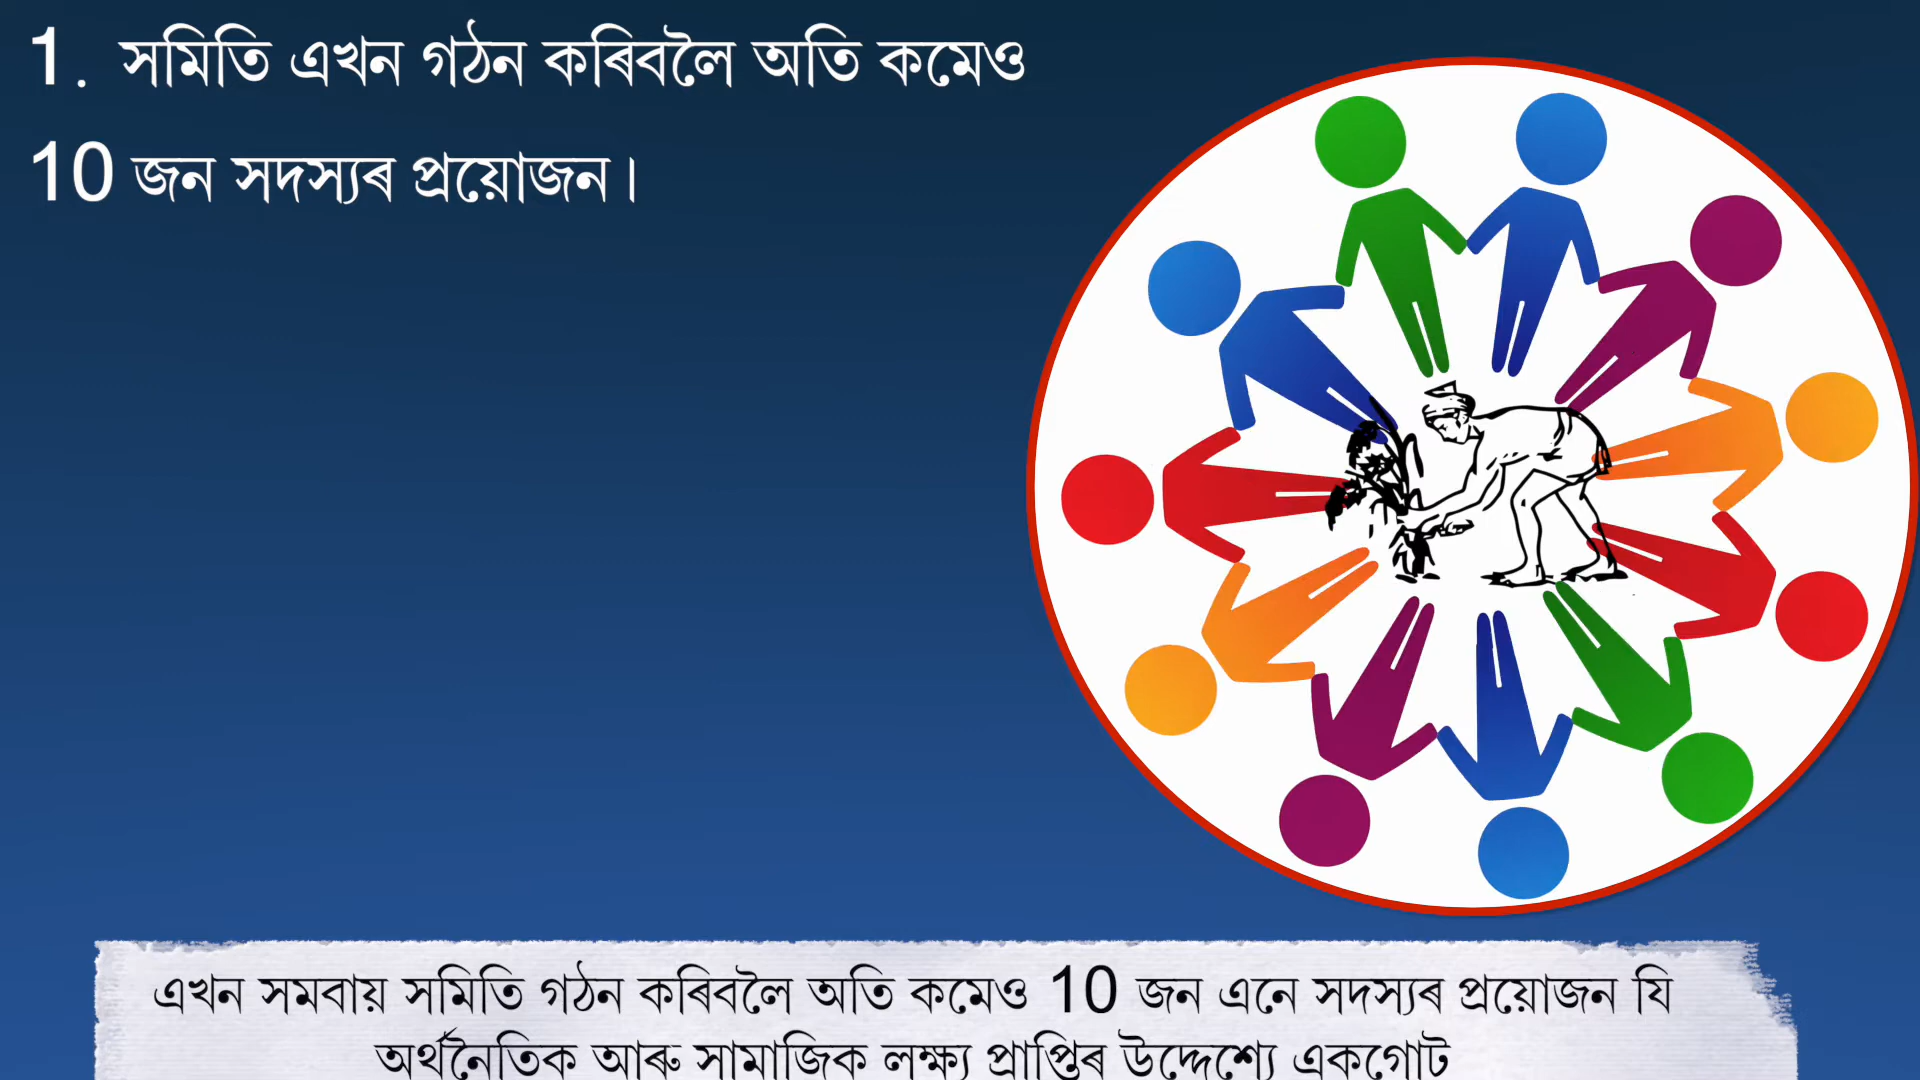 1. সমিতি এখন গঠন কৰিবলৈ অতি কমেও
10 জন সদস্যৰ প্ৰয়োজন।
এখন সমবায় সমিতি গঠন কৰিবলৈ অতি কমেও 10 জন এনে সদস্যৰ প্ৰয়োজন যি
অৰ্থনৈতিক আৰু সামাজিক লক্ষ্য প্ৰাপ্তিৰ উদ্দেশ্যে একগোট